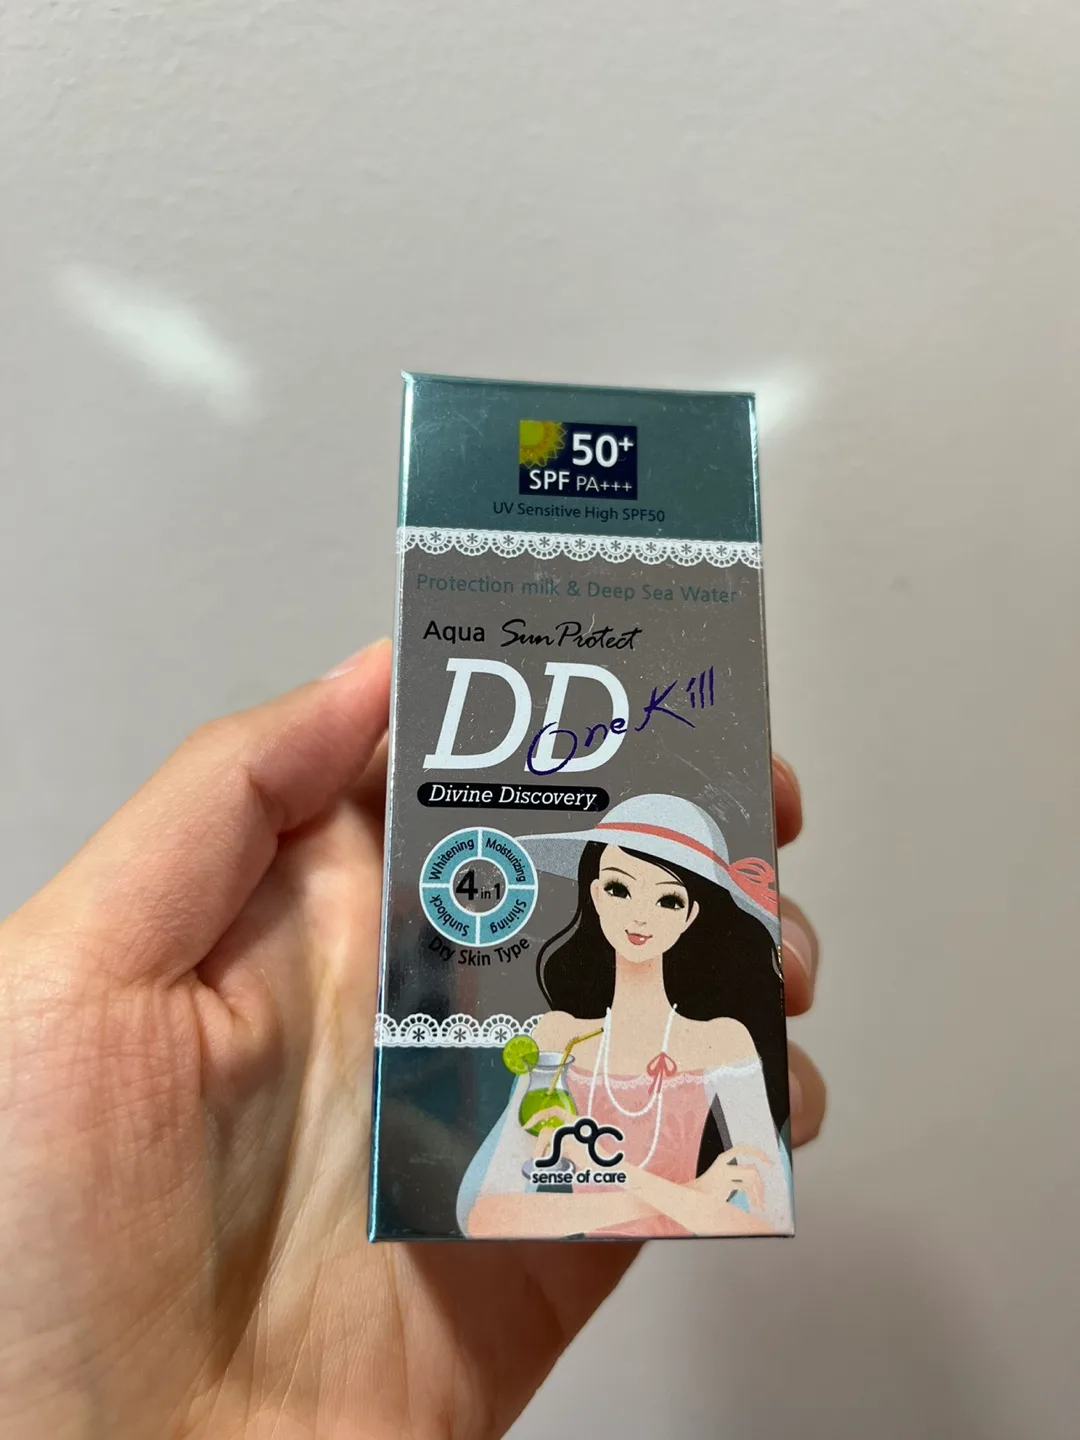 50+
SPF PA+++
UV Sensitive High SPF50
Protection milk & Deep Sea Water
Aqua Sun Protect
DD
One Kill
Divine Discovery
Whitening
Moisturizing
4 in 1
Sunblock
Shining
Dry Skin Type
soc
sense of care